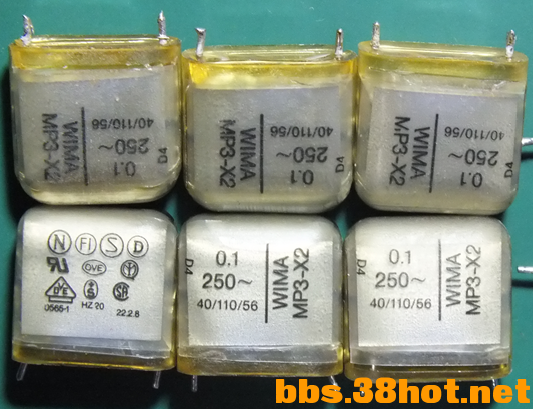 WIMA
MP3-X2
0.1
250~
40/110/56
D4
WIMA
MP3-X2
0.1
250~
40/110/56
D4
WIMA
MP3-X2
0.1
250~
40/110/56
D4
N FI S D
OVE
VDE
0565-1
HZ 20
22.2.8
D4
0.1
250~
40/110/56
WIMA
MP3-X2
D4
0.1
250~
40/110/56
WIMA
MP3-X2
bbs.38hot.net